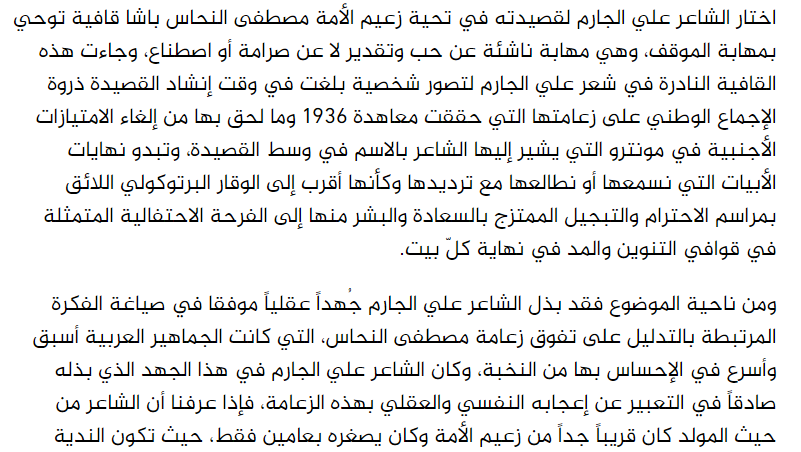 اختار الشاعر علي الجارم لقصيدته في تحية زعيم الأمة مصطفى النحاس باشا قافية توحي
بمهابة الموقف، وهي مهابة ناشئة عن حب وتقدير لا عن صرامة أو اصطناع، وجاءت هذه
القافية النادرة في شعر علي الجارم لتصور شخصية بلغت في وقت إنشاد القصيدة ذروة
الإجماع الوطني على زعامتها التي حققت معاهدة 1936 وما لحق بها من إلغاء الامتيازات
الأجنبية في مونترو التي يشير إليها الشاعر بالاسم في وسط القصيدة، وتبدو نهايات
الأبيات التي نسمعها أو نطالعها مع ترديدها وكأنها أقرب إلى الوقار البرتوكولي اللائق
بمراسم الاحترام والتبجيل الممتزج بالسعادة والبشر منها إلى الفرحة الاحتفالية المتمثلة
في قوافي التنوين والمد في نهاية كلّ بيت.
ومن ناحية الموضوع فقد بذل الشاعر علي الجارم جُهداً عقلياً موفقا في صياغة الفكرة
المرتبطة بالتدليل على تفوق زعامة مصطفى النحاس، التي كانت الجماهير العربية أسبق
وأسرع في الإحساس بها من النخبة، وكان الشاعر علي الجارم في هذا الجهد الذي بذله
صادقاً في التعبير عن إعجابه النفسي والعقلي بهذه الزعامة، فإذا عرفنا أن الشاعر من
حيث المولد كان قريباً جداً من زعيم الأمة وكان يصغره بعامين فقط، حيث تكون الندية